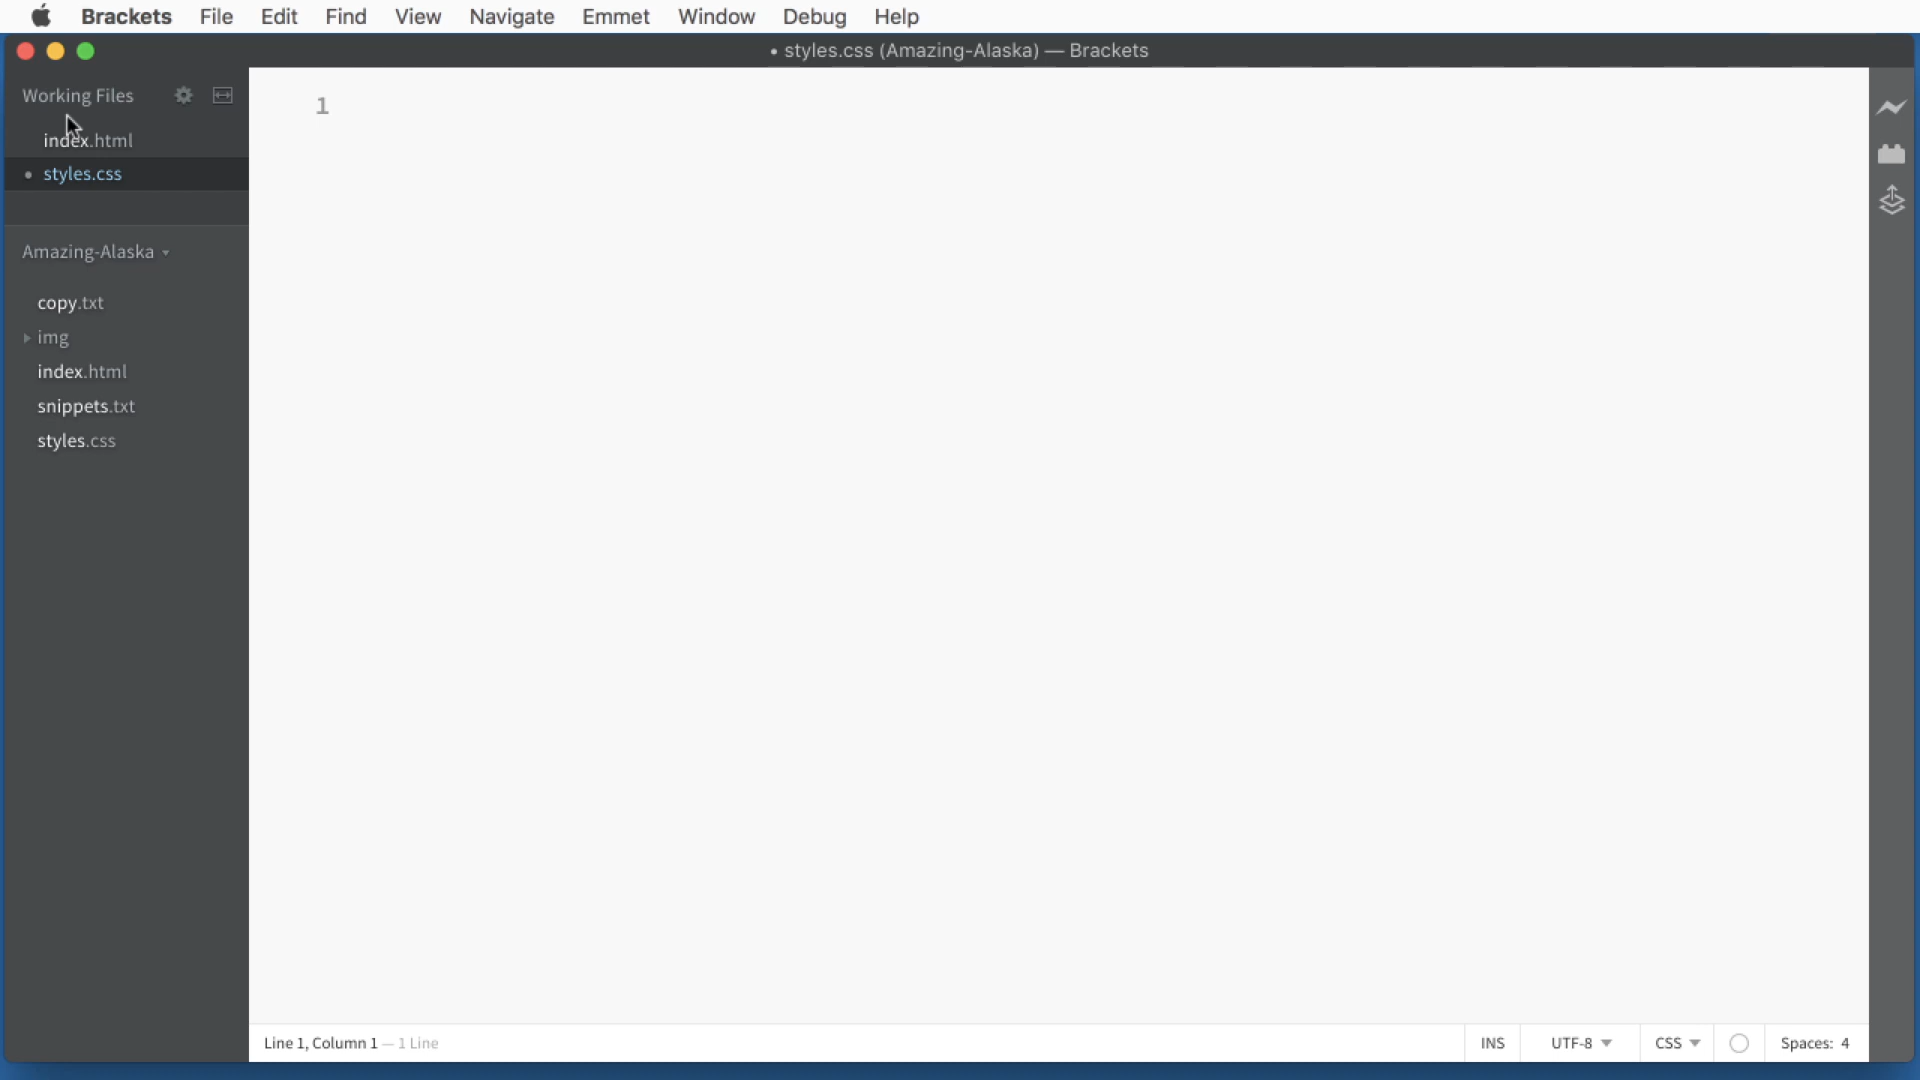 Brackets File Edit Find View Navigate Emmet Window Debug Help
• styles.css (Amazing-Alaska) — Brackets
Working Files
index.html
• styles.css
Amazing-Alaska
copy.txt
img
index.html
snippets.txt
styles.css
1
Line 1, Column 1 — 1 Line
INS UTF-8 CSS Spaces: 4